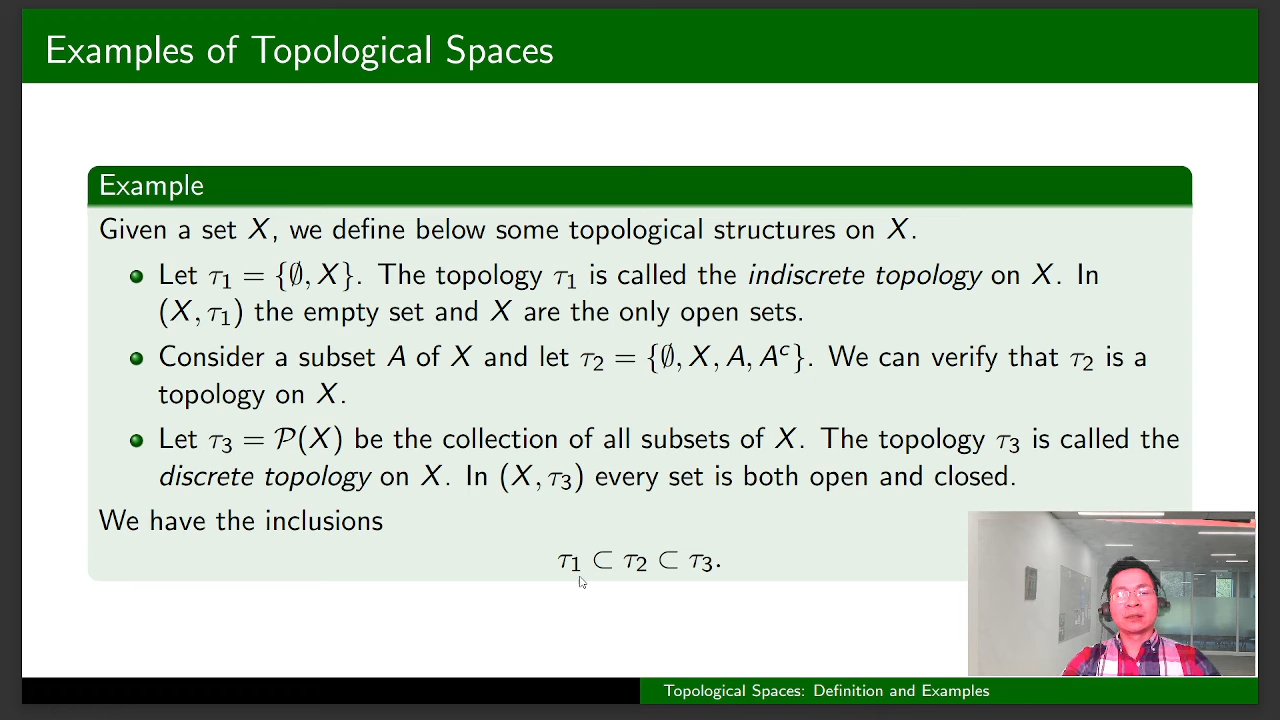 Examples of Topological Spaces
Example
Given a set X, we define below some topological structures on X.
Let τ₁ = {∅, X}. The topology τ₁ is called the indiscrete topology on X. In
(X, τ₁) the empty set and X are the only open sets.
Consider a subset A of X and let τ₂ = {∅, X, A, Aᶜ}. We can verify that τ₂ is a
topology on X.
Let τ₃ = 𝒫(X) be the collection of all subsets of X. The topology τ₃ is called the
discrete topology on X. In (X, τ₃) every set is both open and closed.
We have the inclusions
τ₁ ⊂ τ₂ ⊂ τ₃.
Topological Spaces: Definition and Examples